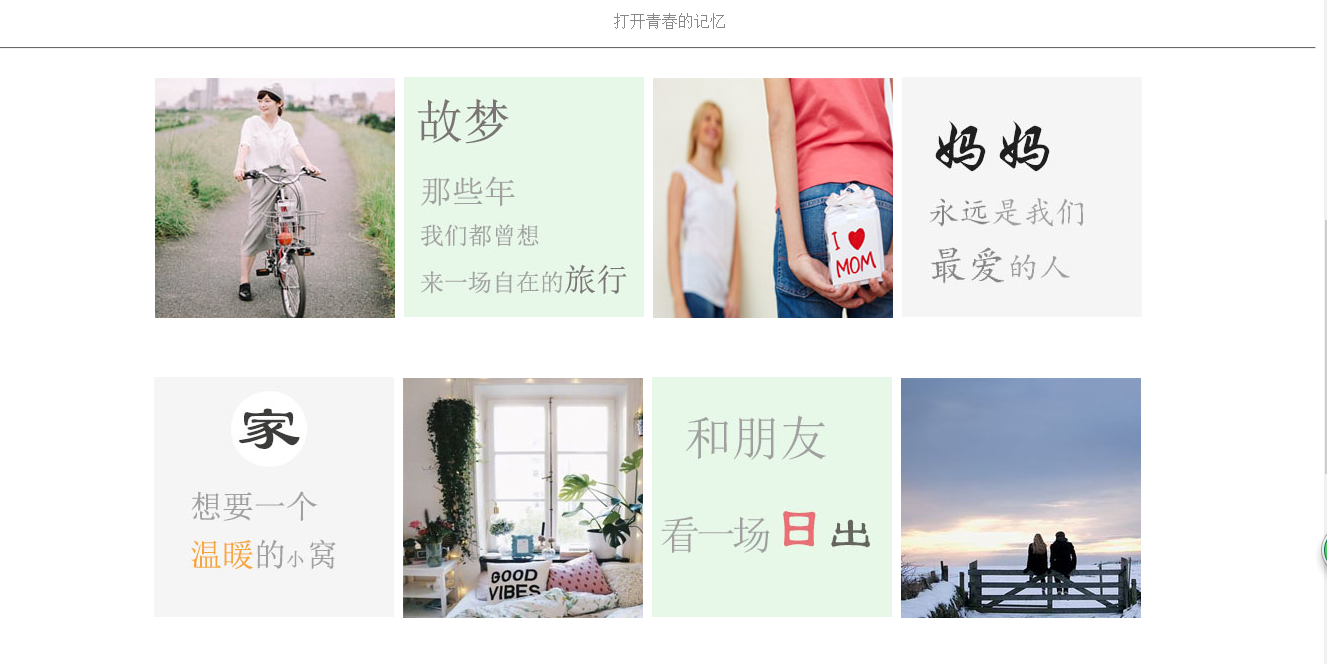 打开青春的记忆
故梦
那些年
我们都曾想
来一场自在的旅行
I ❤ MOM
妈妈
永远是我们
最爱的人
家
想要一个
温暖的小窝
GOOD
VIBES
和朋友
看一场日出